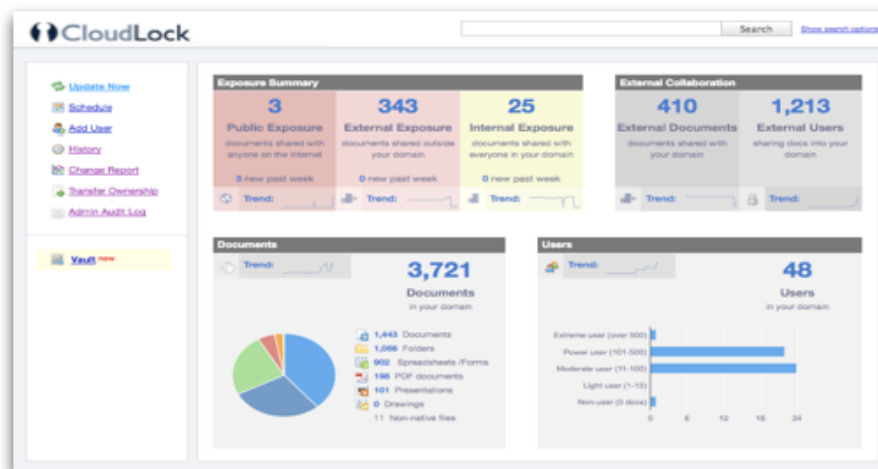 CloudLock
Search
Show search options
Update Now
Schedule
Add User
History
Change Report
Transfer Ownership
Admin Audit Log
Vault new
Exposure Summary
3
Public Exposure
documents shared with
anyone on the internet
3 new past week
Trend:
343
External Exposure
documents shared outside
your domain
0 new past week
Trend:
25
Internal Exposure
documents shared with
everyone in your domain
0 new past week
Trend:
External Collaboration
410
External Documents
documents shared with
your domain
Trend:
1,213
External Users
sharing docs into your
domain
Trend:
Documents
Trend:
3,721
Documents
in your domain
1,443 Documents
1,066 Folders
902 Spreadsheets /Forms
198 PDF documents
101 Presentations
0 Drawings
11 Non-native files
Users
Trend:
48
Users
in your domain
Extreme user (over 500)
Power user (101-500)
Moderate user (11-100)
Light user (1-10)
Non-user (0 docs)
0 6 12 18 24